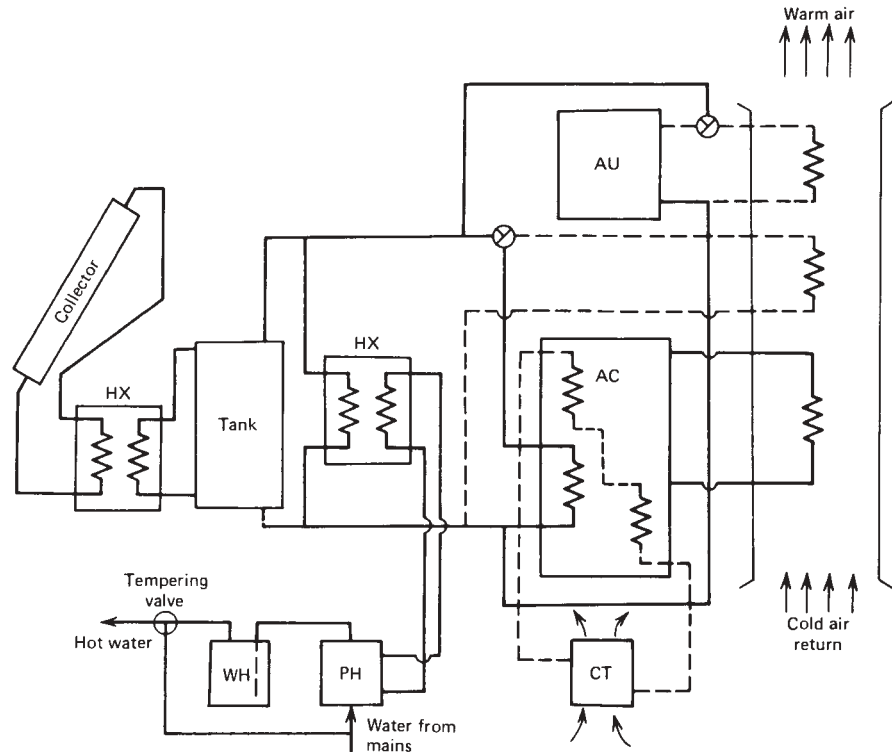 Warm air
AU
Collector
HX
HX
AC
Tank
Tempering
valve
Hot water
WH
PH
CT
Cold air
return
Water from
mains